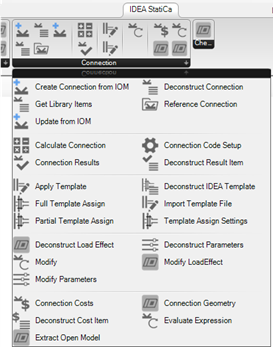 IDEA StatiCa
Che...
Connection
Create Connection from IOM
Deconstruct Connection
Get Library Items
Reference Connection
Update from IOM
Calculate Connection
Connection Code Setup
Connection Results
Deconstruct Result Item
Apply Template
Deconstruct IDEA Template
Full Template Assign
Import Template File
Partial Template Assign
Template Assign Settings
Deconstruct Load Effect
Deconstruct Parameters
Modify
Modify LoadEffect
Modify Parameters
Connection Costs
Connection Geometry
Deconstruct Cost Item
Evaluate Expression
Extract Open Model